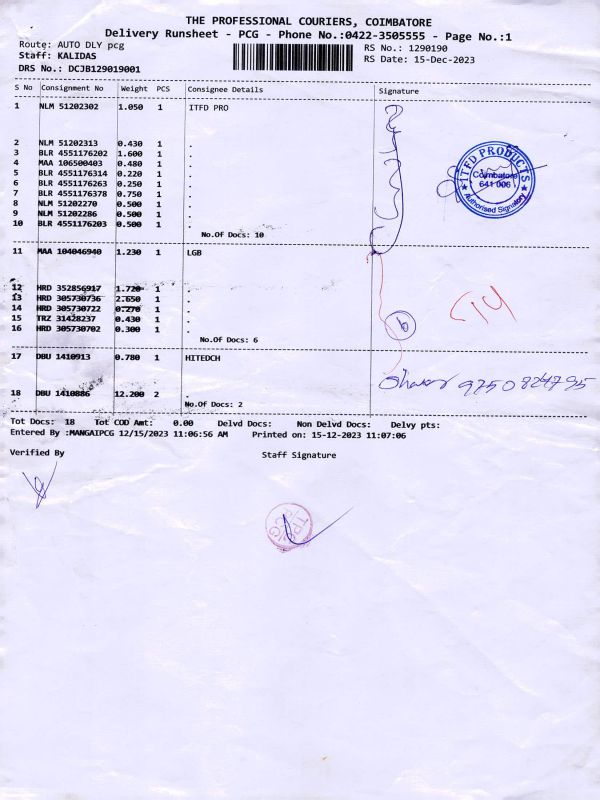 THE PROFESSIONAL COURIERS, COIMBATORE
Delivery Runsheet - PCG - Phone No.:0422-3505555 - Page No.:1
Route: AUTO DLY pcg
RS No.: 1290190
Staff: KALIDAS
RS Date: 15-Dec-2023
DRS No.: DCJB129019001
S No Consignment No Weight PCS Consignee Details Signature
1 NLM 51202302 1.050 1 ITFD PRO
2 NLM 51202313 0.430 1 .
3 BLR 4551176202 1.600 1 .
4 MAA 106500403 0.480 1 .
5 BLR 4551176314 0.220 1 .
6 BLR 4551176263 0.250 1 .
7 BLR 4551176378 0.750 1 .
8 NLM 51202270 0.500 1 .
9 NLM 51202286 0.500 1 .
10 BLR 4551176203 0.500 1 .
No.Of Docs: 10
ITFD PRODUCTS
Coimbatore
641 006
Authorised Signatory
11 MAA 104046940 1.230 1 LGB
12 HRD 352856917 1.720 1 .
13 HRD 305730736 2.650 1 .
14 HRD 305730722 0.270 1 .
15 TRZ 31428237 0.430 1 .
16 HRD 305730702 0.300 1 .
No.Of Docs: 6
6
17 DBU 1410913 0.780 1 HITEDCH
18 DBU 1410886 12.200 2 .
No.Of Docs: 2
Tot Docs: 18 Tot COD Amt: 0.00 Delvd Docs: Non Delvd Docs: Delvy pts:
Entered By :MANGAIPCG 12/15/2023 11:06:56 AM Printed on: 15-12-2023 11:07:06
Verified By Staff Signature